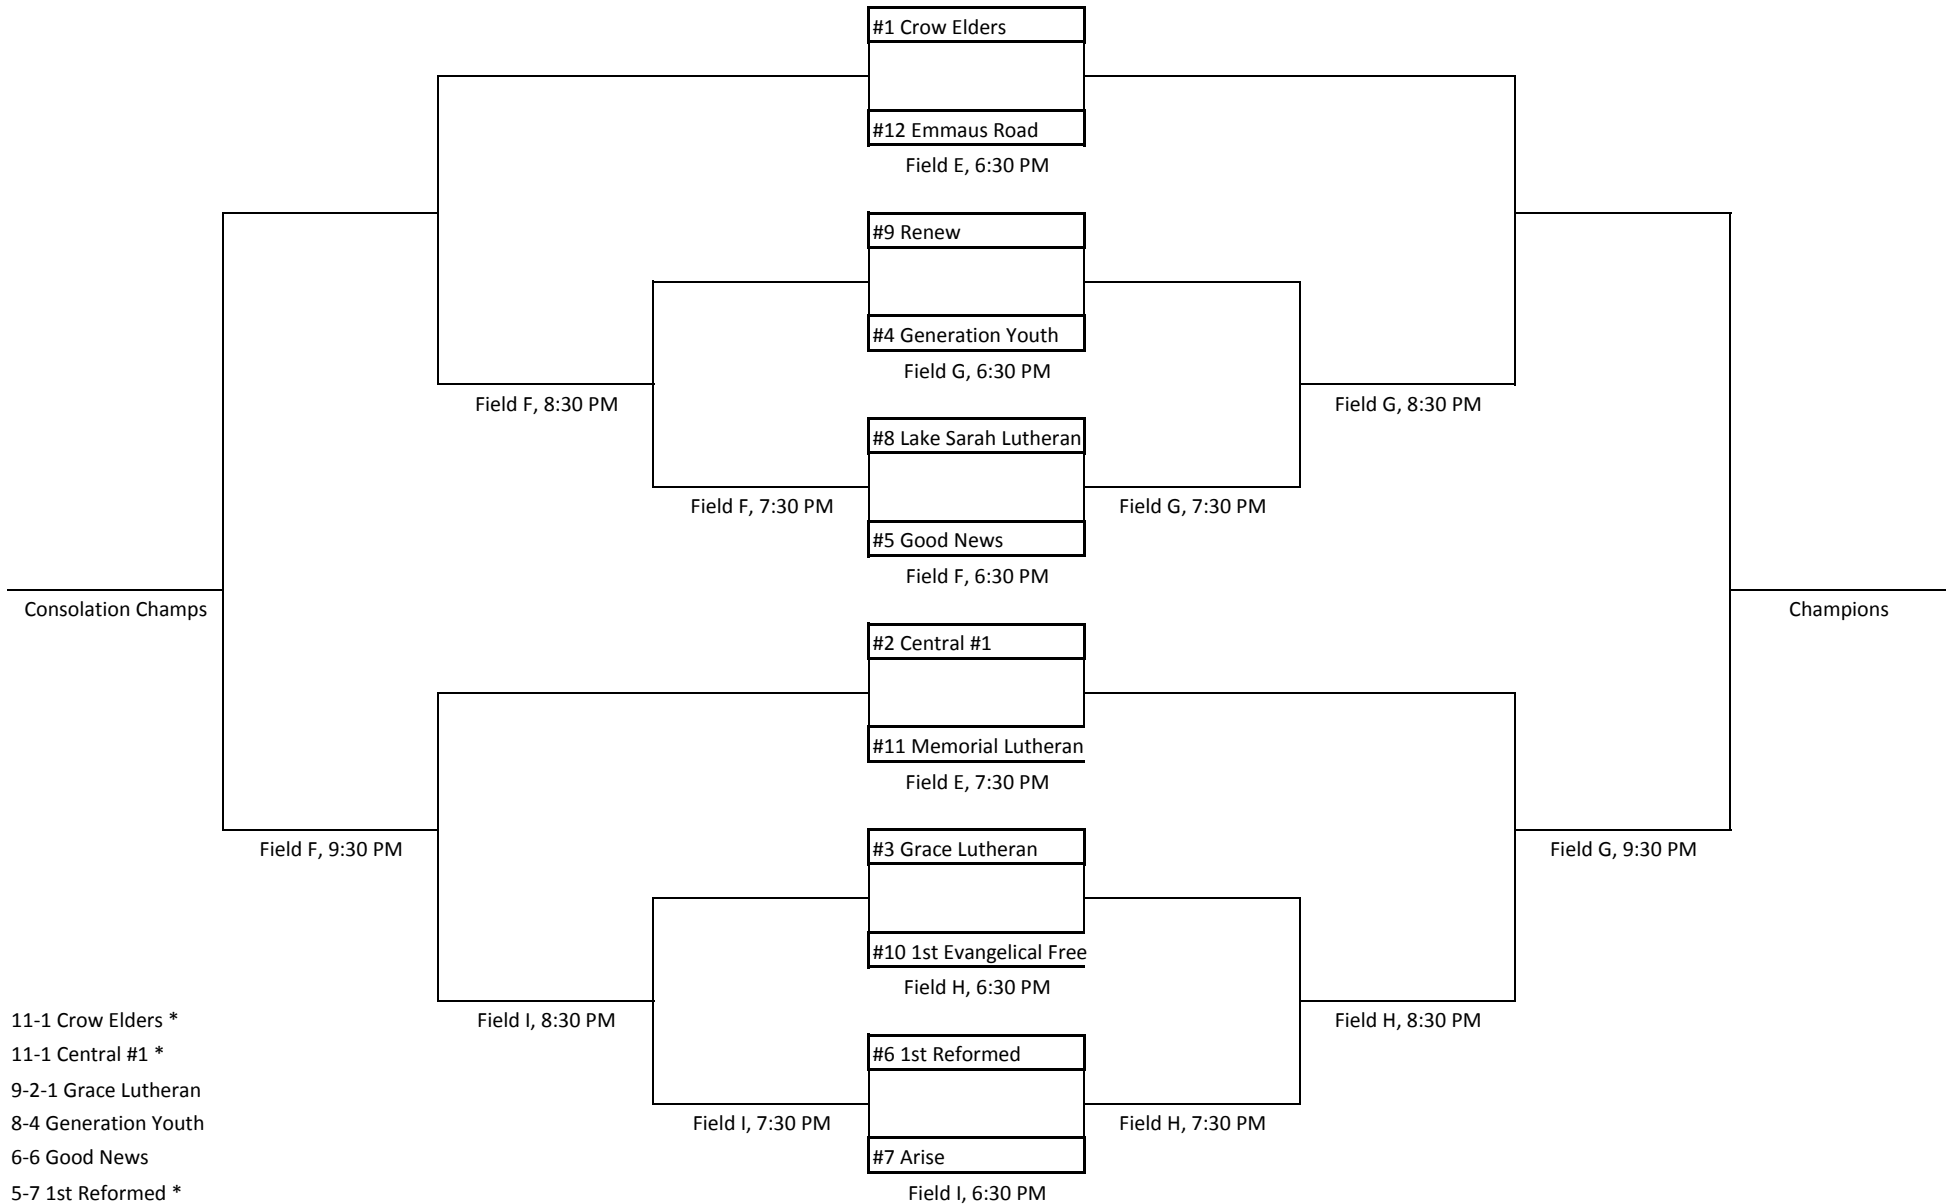 #1 Crow Elders
#12 Emmaus Road
Field E, 6:30 PM
#9 Renew
#4 Generation Youth
Field G, 6:30 PM
Field F, 8:30 PM
Field G, 8:30 PM
#8 Lake Sarah Lutheran
Field F, 7:30 PM
Field G, 7:30 PM
#5 Good News
Field F, 6:30 PM
Consolation Champs
Champions
#2 Central #1
#11 Memorial Lutheran
Field E, 7:30 PM
Field F, 9:30 PM
#3 Grace Lutheran
Field G, 9:30 PM
#10 1st Evangelical Free
Field H, 6:30 PM
11-1 Crow Elders *
Field I, 8:30 PM
Field H, 8:30 PM
11-1 Central #1 *
#6 1st Reformed
9-2-1 Grace Lutheran
8-4 Generation Youth
Field I, 7:30 PM
Field H, 7:30 PM
6-6 Good News
#7 Arise
5-7 1st Reformed *
Field I, 6:30 PM